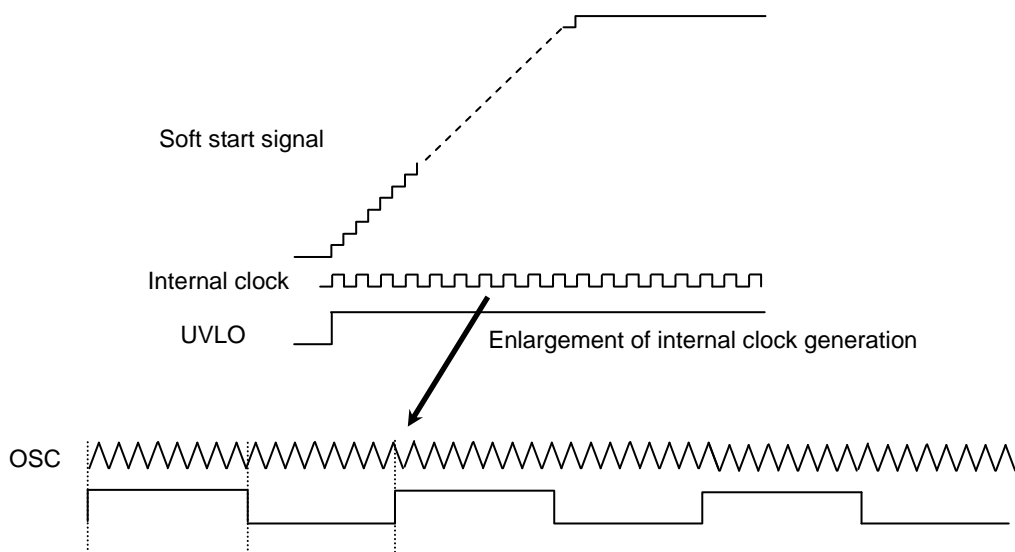 Soft start signal
Internal clock
UVLO
Enlargement of internal clock generation
OSC